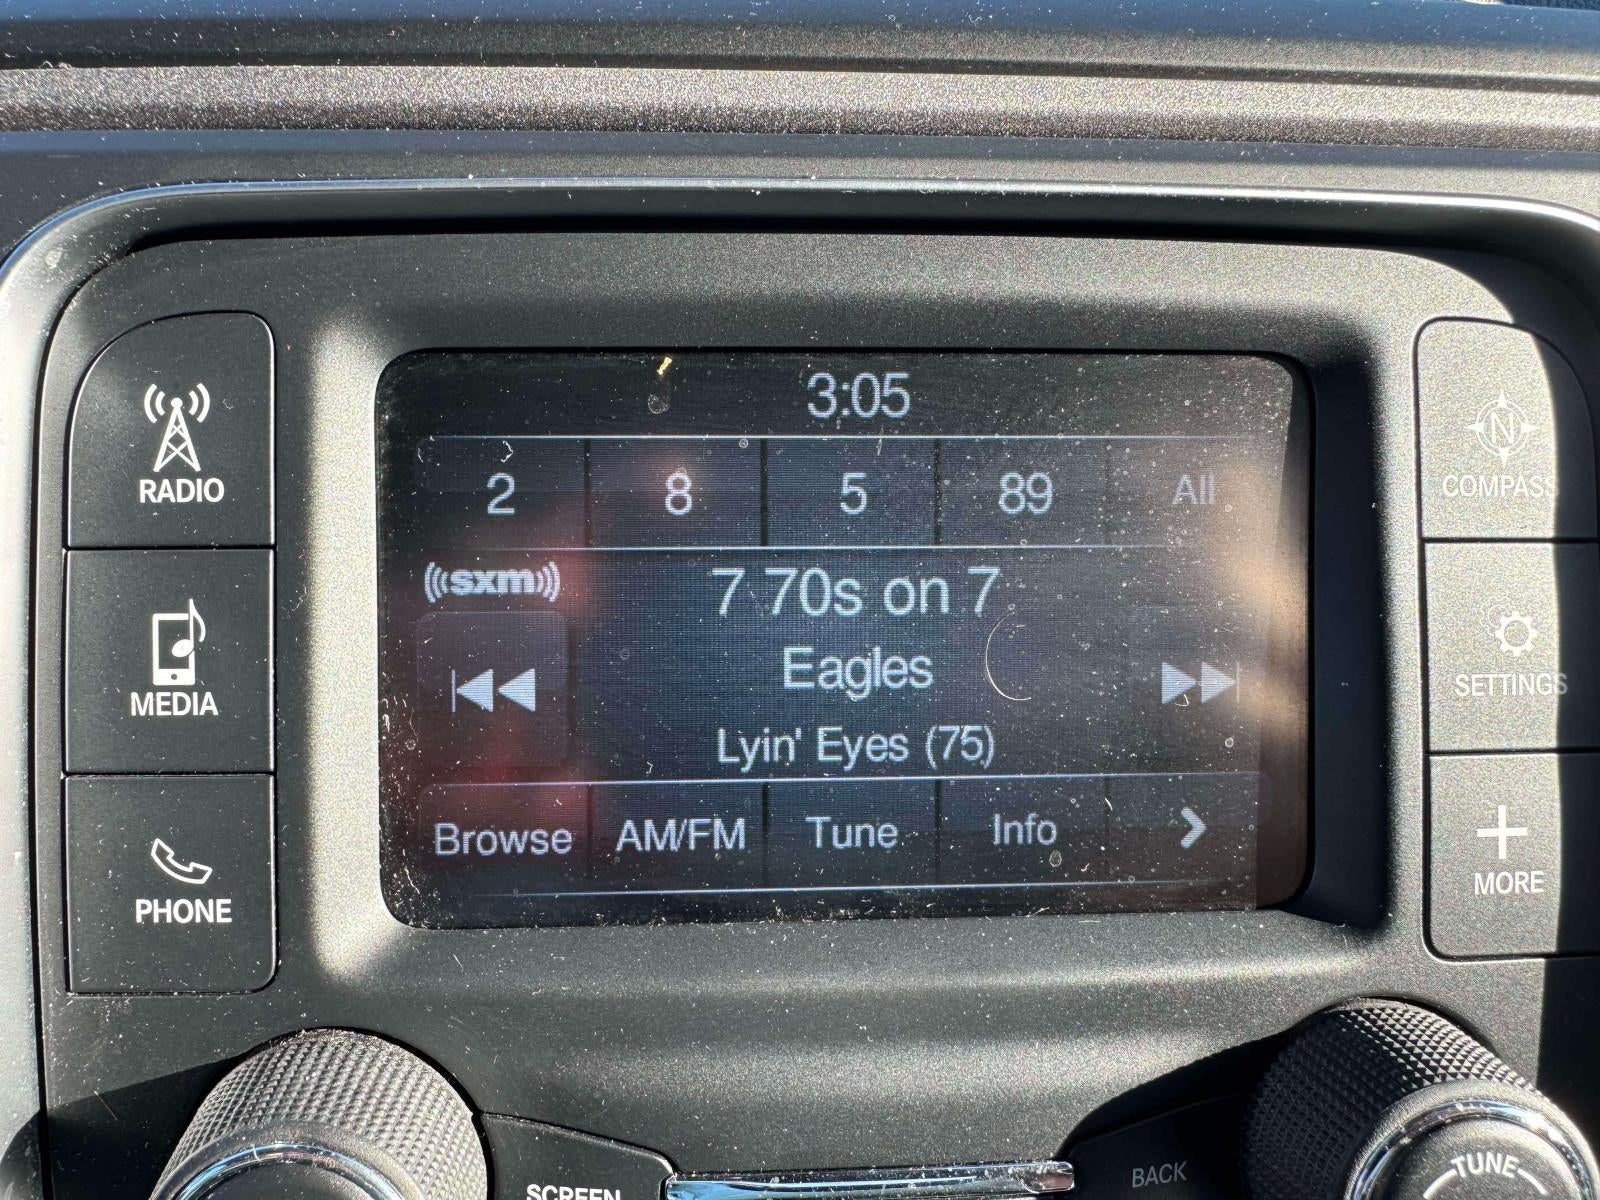 3:05
2 8 5 89 All
sxm
7 70s on 7
Eagles
Lyin' Eyes (75)
Browse AM/FM Tune Info
RADIO
MEDIA
PHONE
N
COMPASS
SETTINGS
MORE
SCREEN
BACK
TUNE